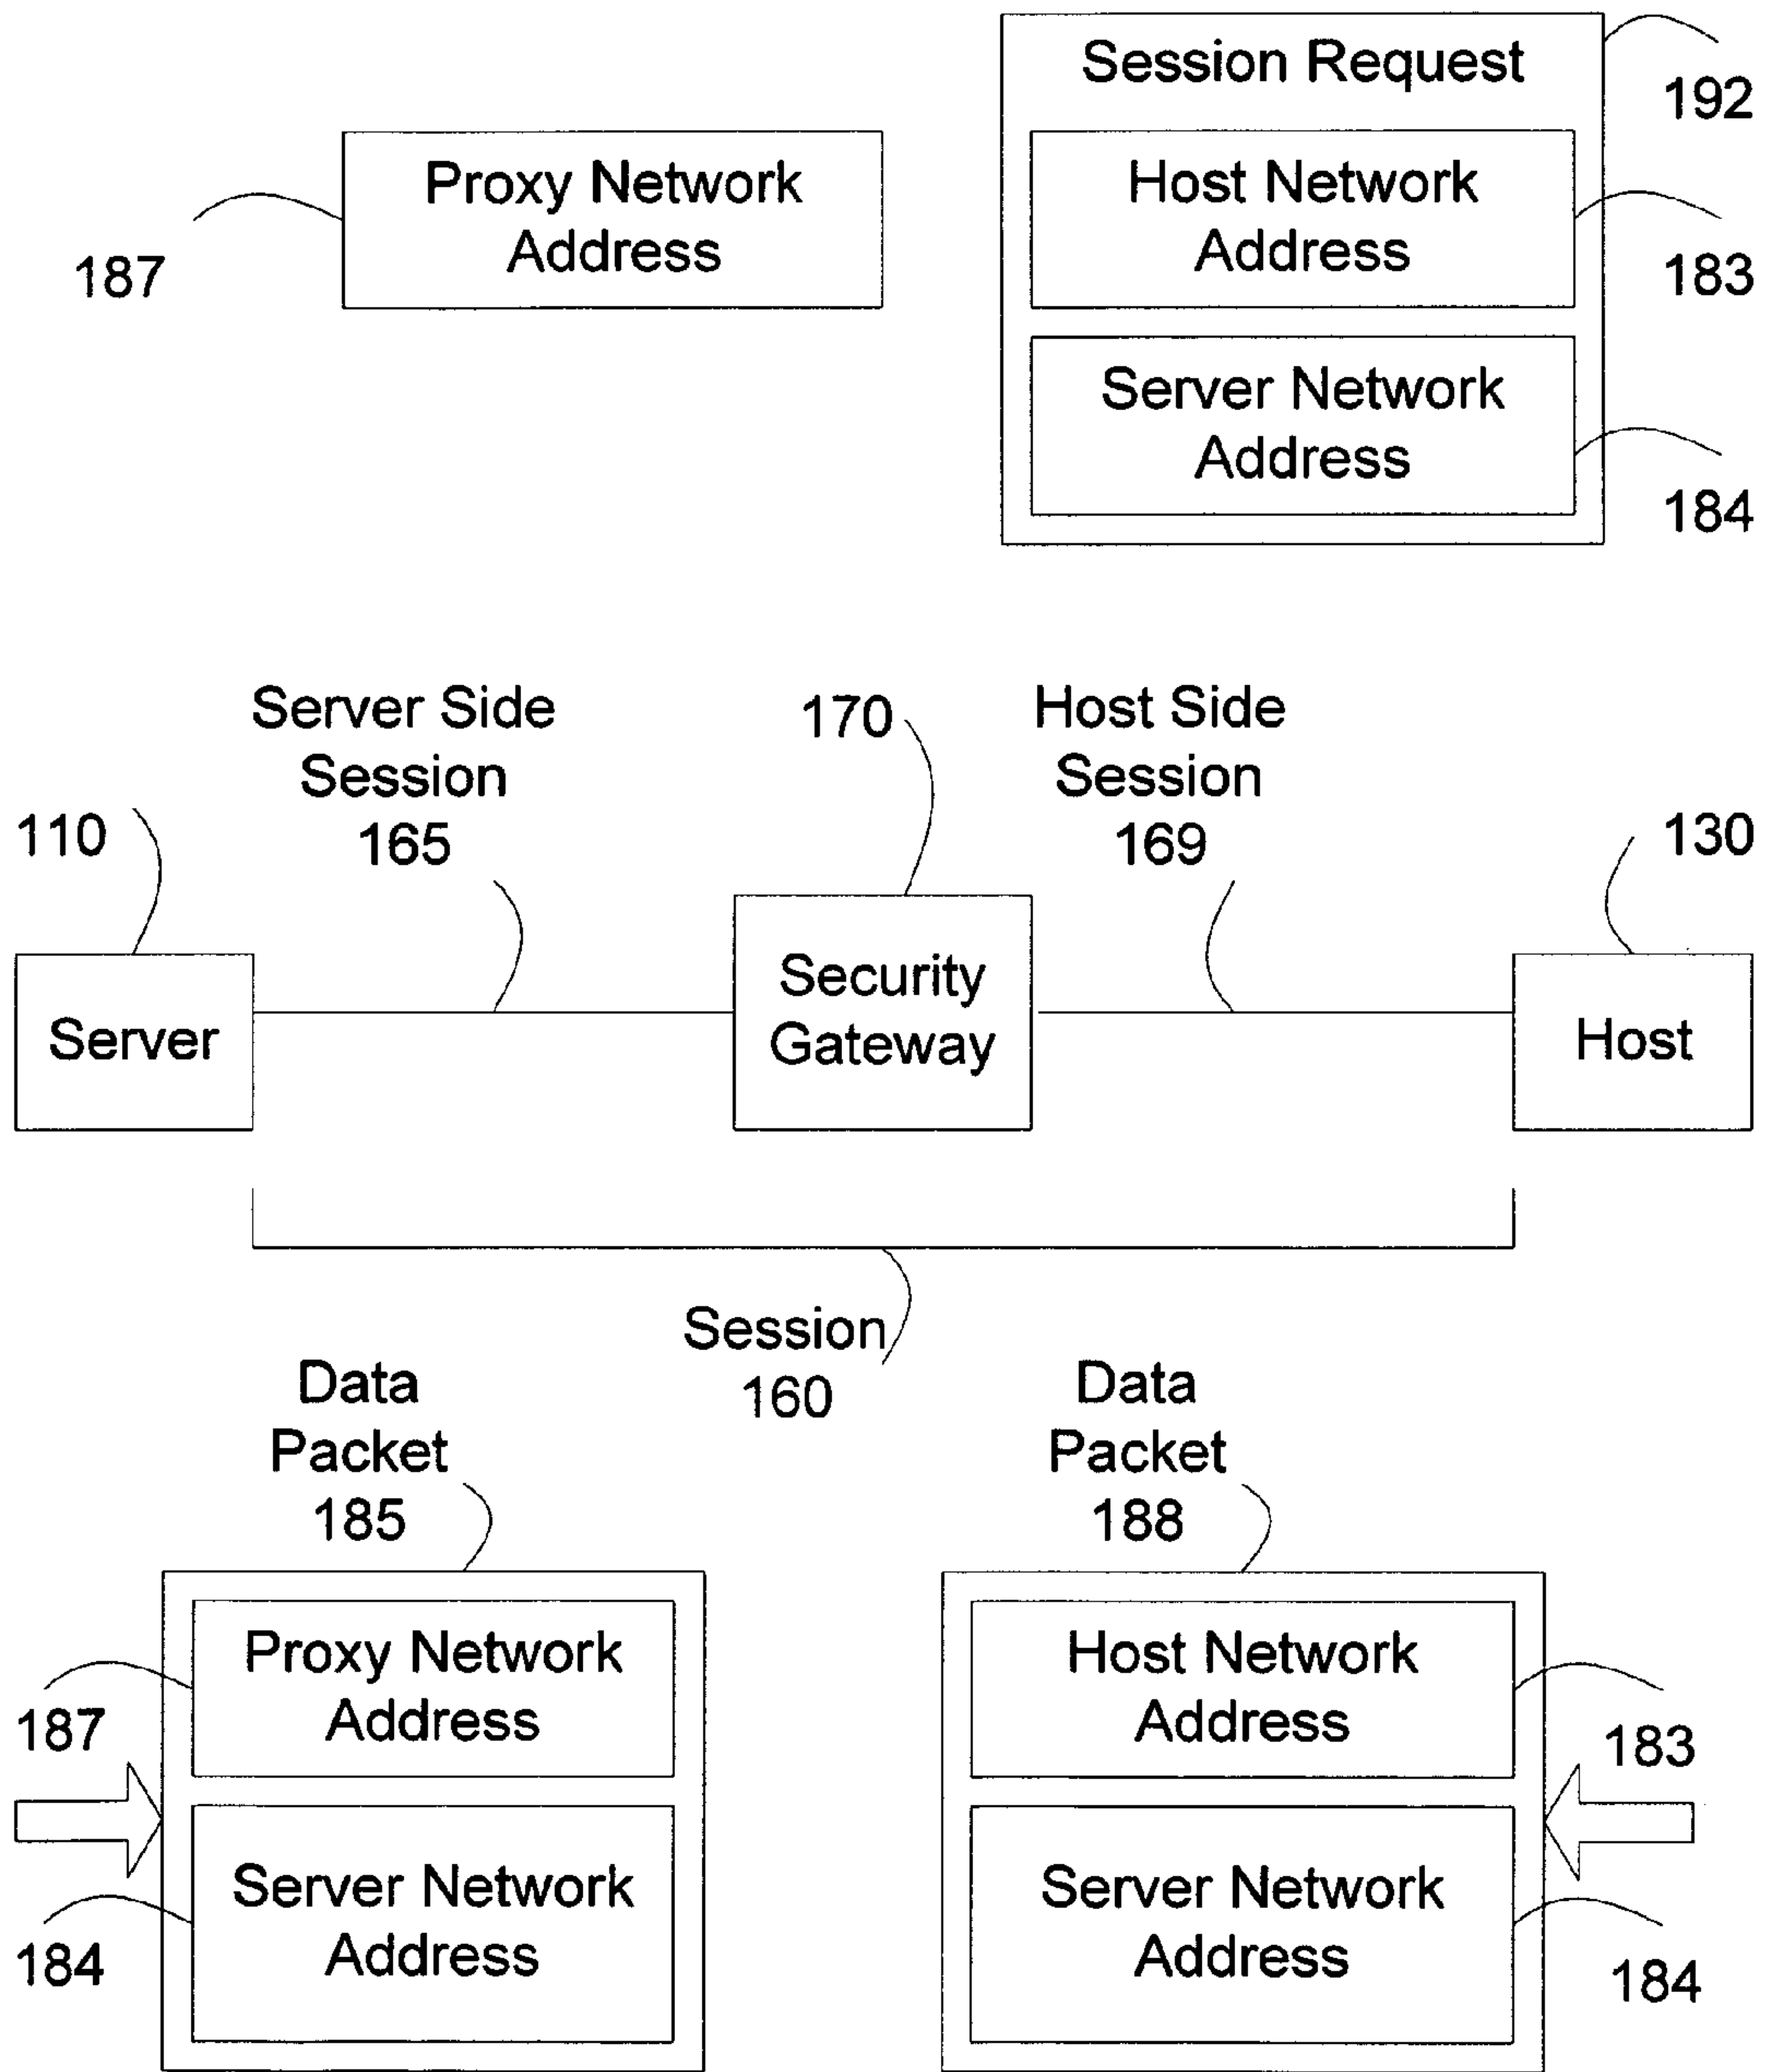 Session Request
192
Proxy Network
Address
187
Host Network
Address
183
Server Network
Address
184
Server Side
Session
165
170
Host Side
Session
169
110
130
Server
Security
Gateway
Host
Session
160
Data
Packet
185
Data
Packet
188
Proxy Network
Address
187
Server Network
Address
184
Host Network
Address
183
Server Network
Address
184